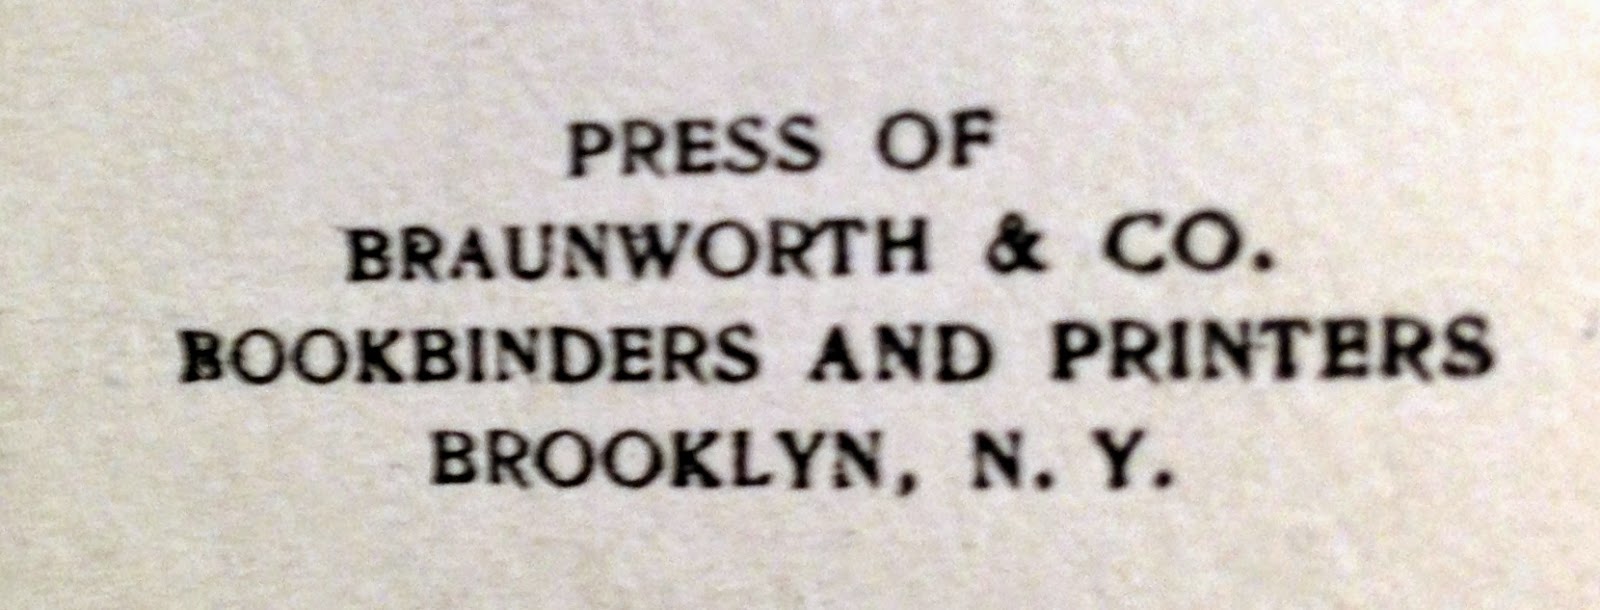 PRESS OF
BRAUNWORTH & CO.
BOOKBINDERS AND PRINTERS
BROOKLYN, N. Y.